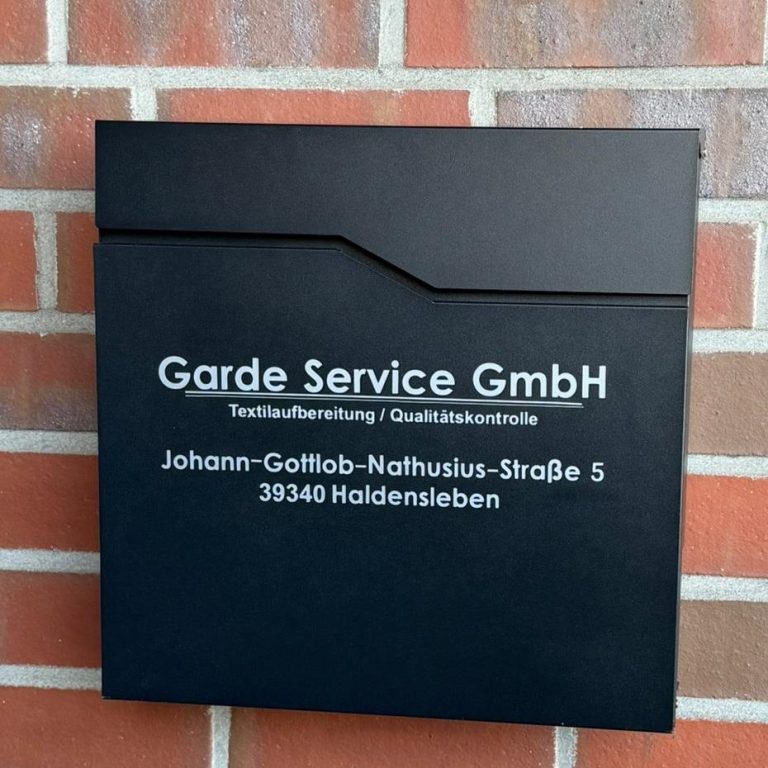 Garde Service GmbH
Textilaufbereitung / Qualitätskontrolle
Johann-Gottlob-Nathusius-Straße 5
39340 Haldensleben